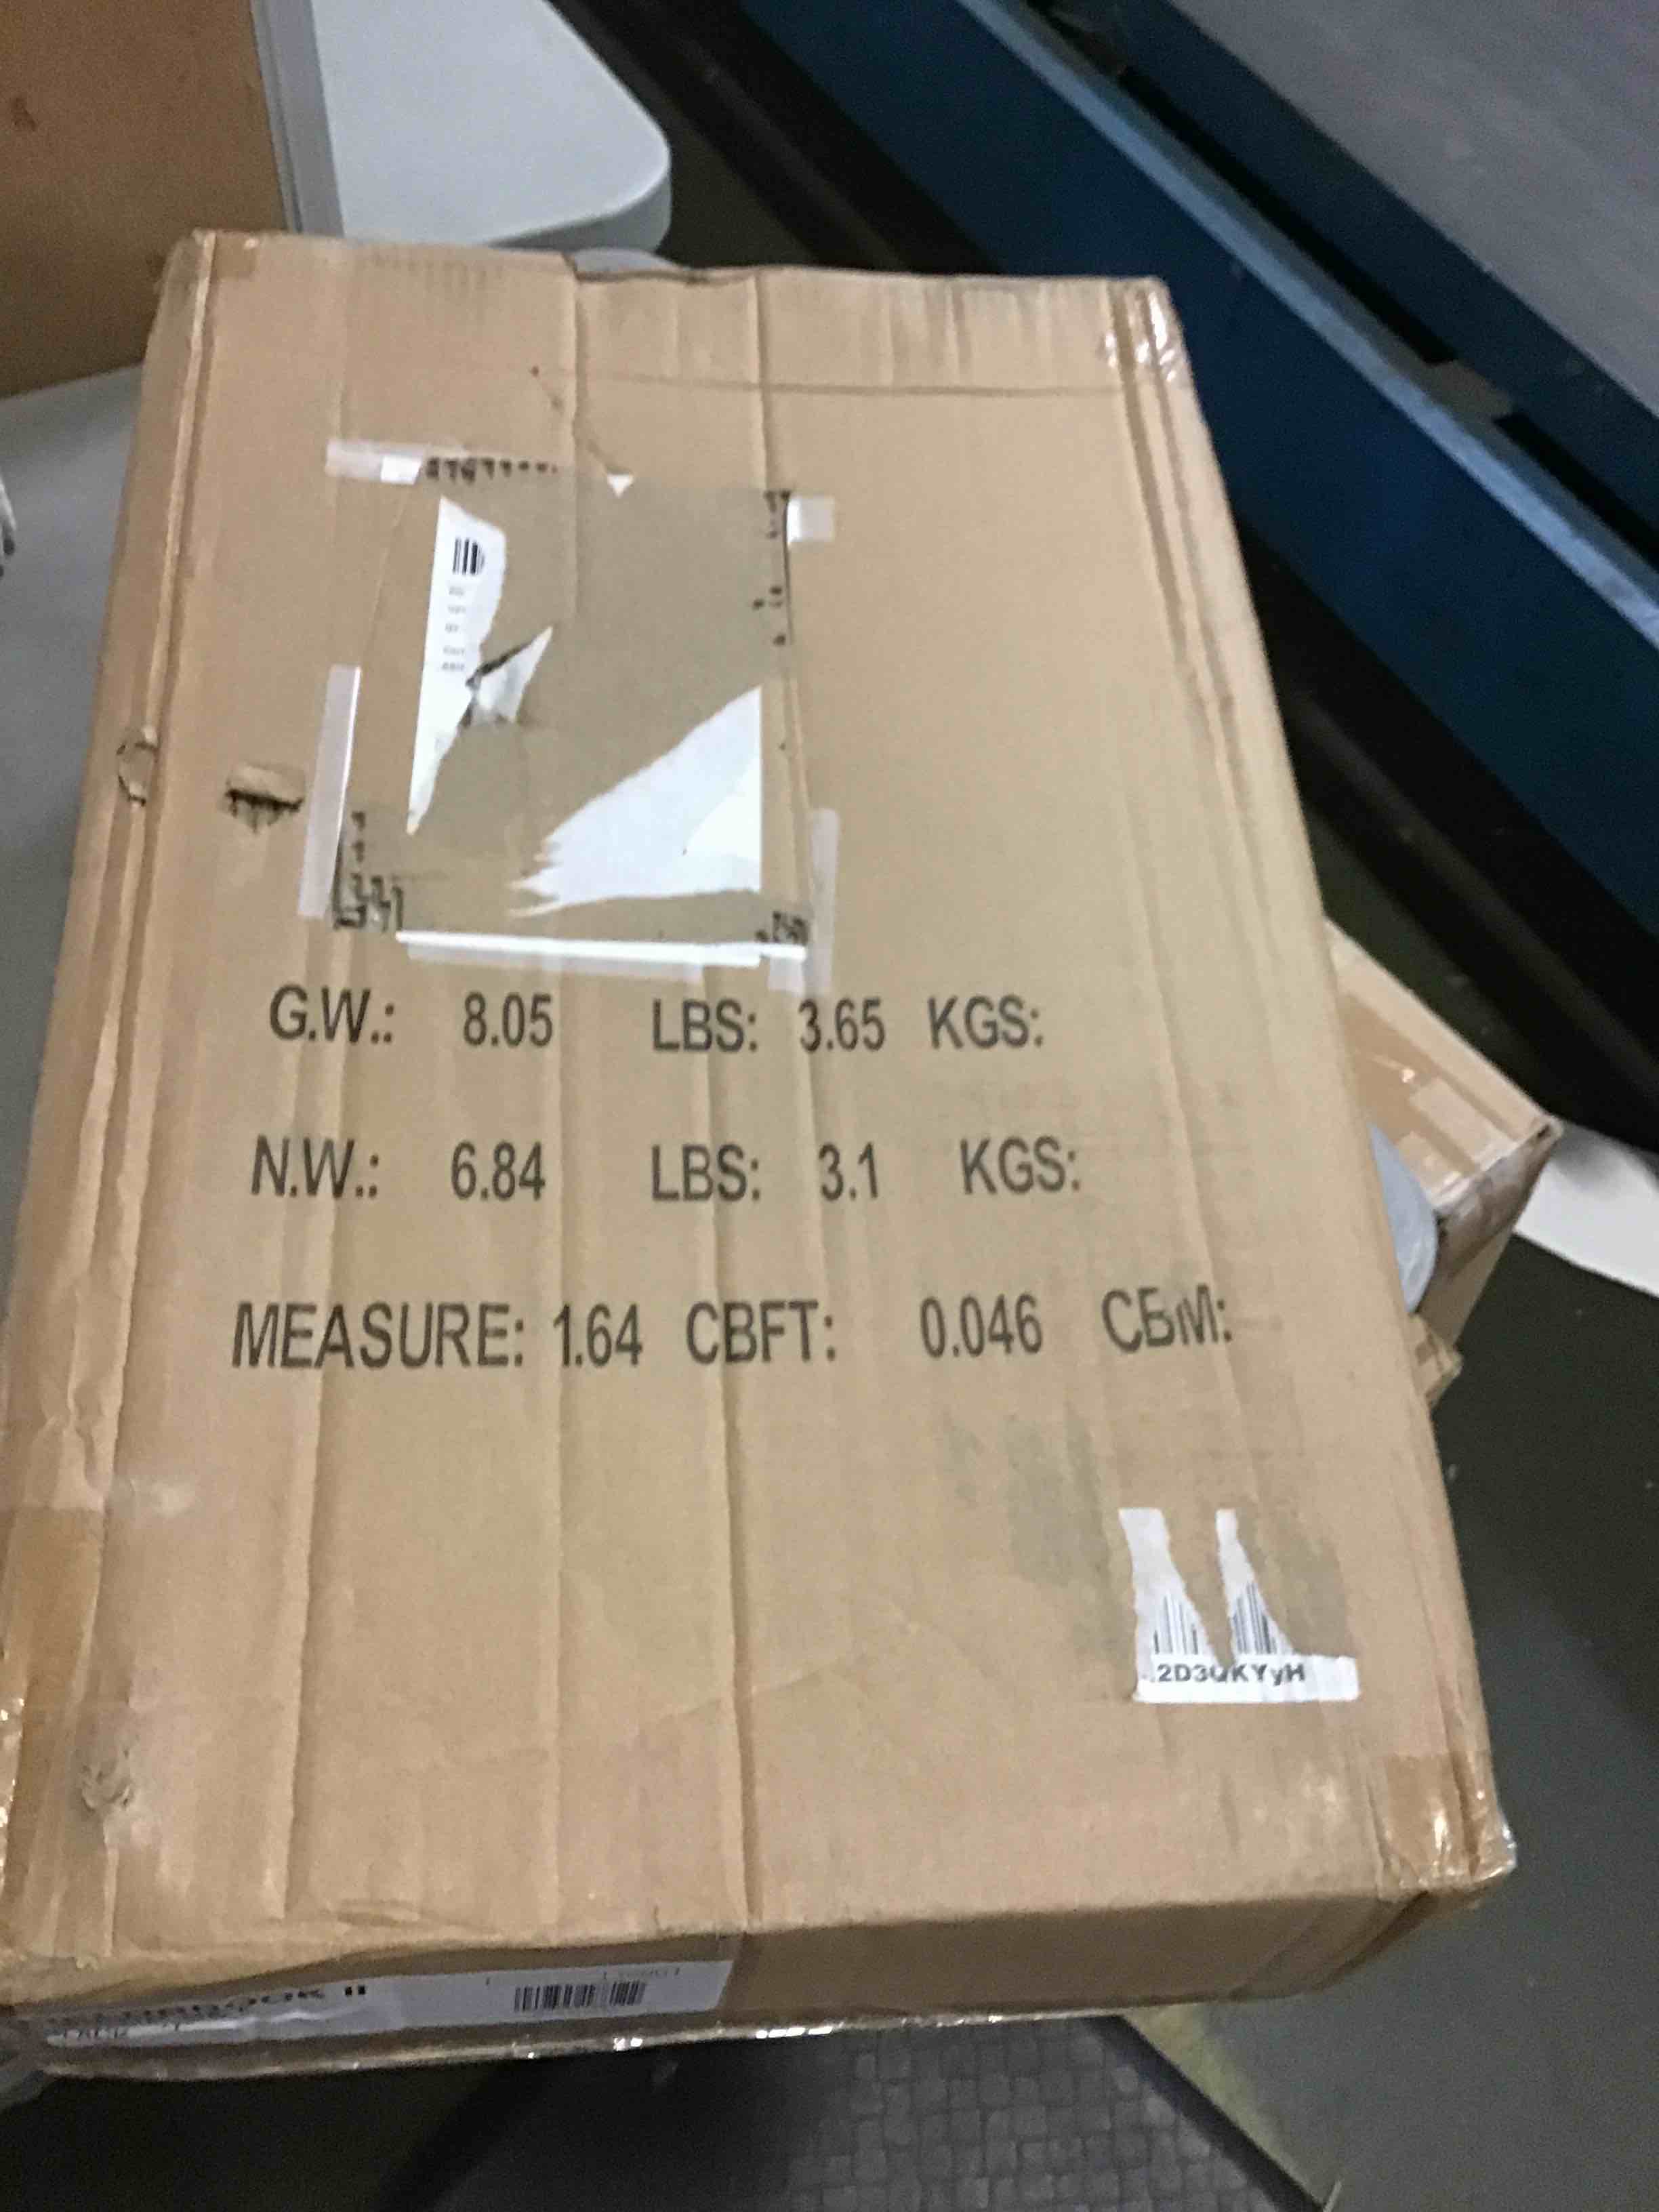 G.W.: 8.05 LBS: 3.65 KGS:
N.W.: 6.84 LBS: 3.1 KGS:
MEASURE: 1.64 CBFT: 0.046 CBM:
2D3QKYyH